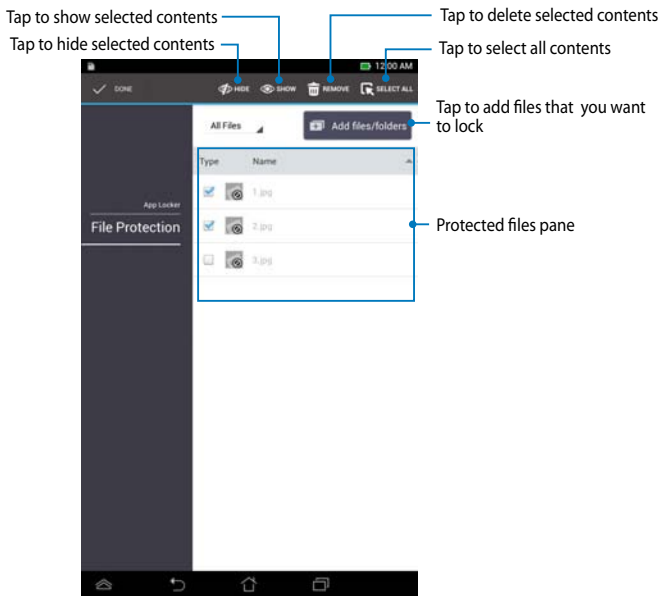 Tap to show selected contents
Tap to delete selected contents
Tap to hide selected contents
Tap to select all contents
12:00 AM
DONE
HIDE
SHOW
REMOVE
SELECT ALL
All Files
Add files/folders
Tap to add files that you want
to lock
Type Name
App Locker
File Protection
1.jpg
2.jpg
3.jpg
Protected files pane